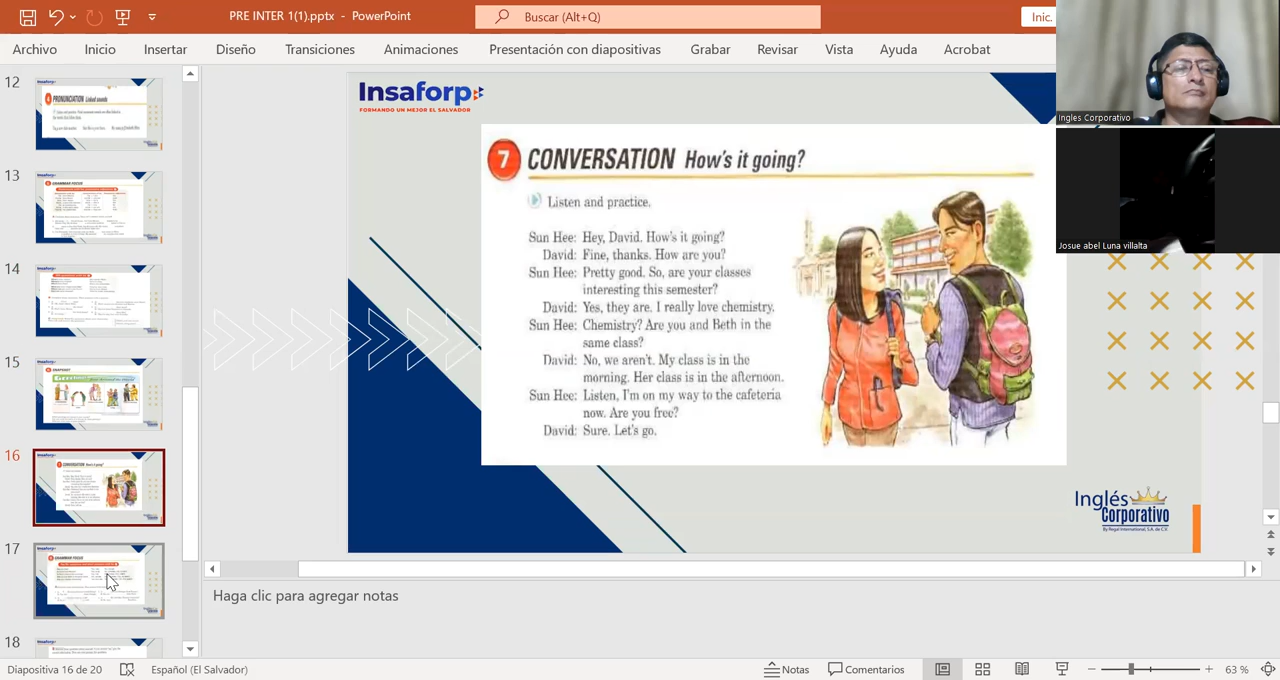 PRE INTER 1(1).pptx - PowerPoint
Buscar (Alt+Q)
Inic.
Archivo Inicio Insertar Diseño Transiciones Animaciones Presentación con diapositivas Grabar Revisar Vista Ayuda Acrobat
Ingles Corporativo
Josue abel Luna villalta
12
13
14
15
16
17
18
Insaforp
FORMANDO UN MEJOR EL SALVADOR
7 CONVERSATION How's it going?
Listen and practice.
Sun Hee: Hey, David. How's it going?
David: Fine, thanks. How are you?
Sun Hee: Pretty good. So, are your classes
interesting this semester?
David: Yes, they are. I really love chemistry.
Sun Hee: Chemistry? Are you and Beth in the
same class?
David: No, we aren't. My class is in the
morning. Her class is in the afternoon.
Sun Hee: Listen, I'm on my way to the cafeteria
now. Are you free?
David: Sure. Let's go.
Inglés
Corporativo
By Regal International, S.A. de C.V.
Haga clic para agregar notas
Diapositiva 16 de 20 Español (El Salvador) Notas Comentarios 63 %